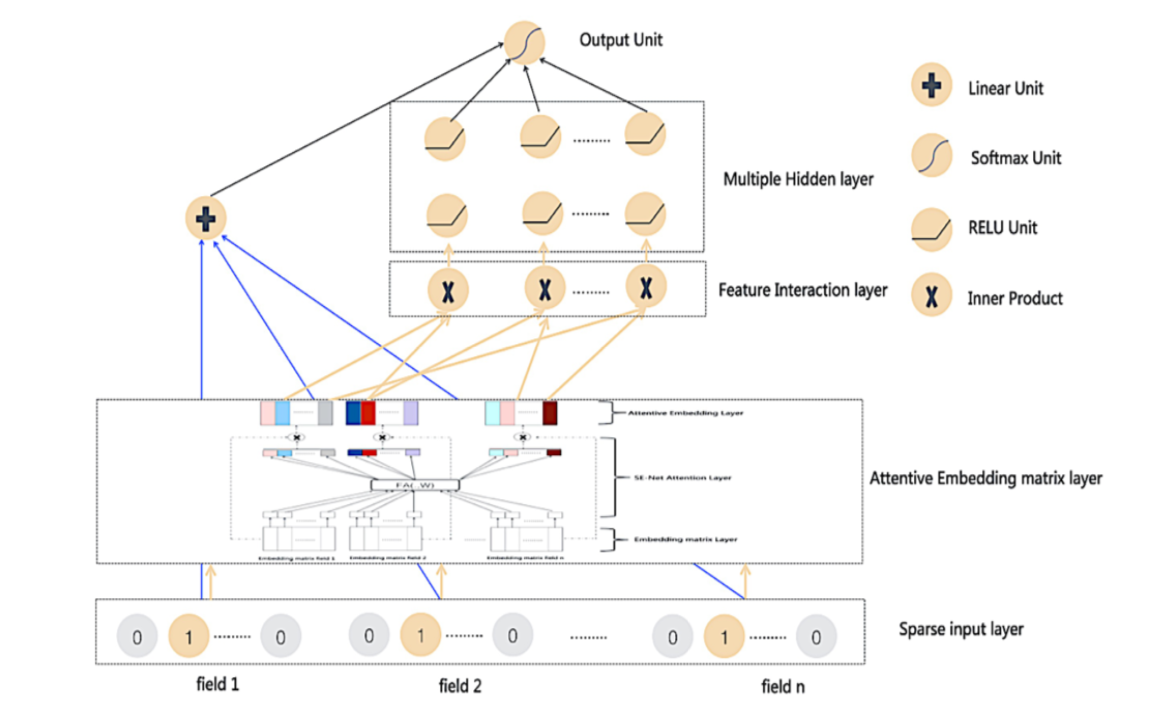 Output Unit
Linear Unit
Softmax Unit
Multiple Hidden layer
RELU Unit
Feature Interaction layer
Inner Product
Attentive Embedding Layer
SE-Net Attention Layer
Attentive Embedding matrix layer
FA(.,W)
Embedding matrix Layer
Embedding matrix field 1
Embedding matrix field 2
Embedding matrix field n
0 1 ........ 0 0 1 ........ 0 ........ 0 1 ........ 0
Sparse input layer
field 1 field 2 field n